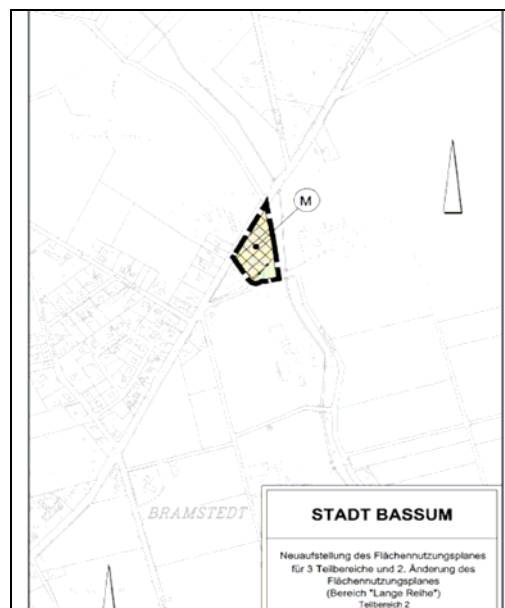 M
BRAMSTEDT
STADT BASSUM
Neuaufstellung des Flächennutzungsplanes
für 3 Teilbereiche und 2. Änderung des
Flächennutzungsplanes
(Bereich "Lange Reihe")
Teilbereich 2